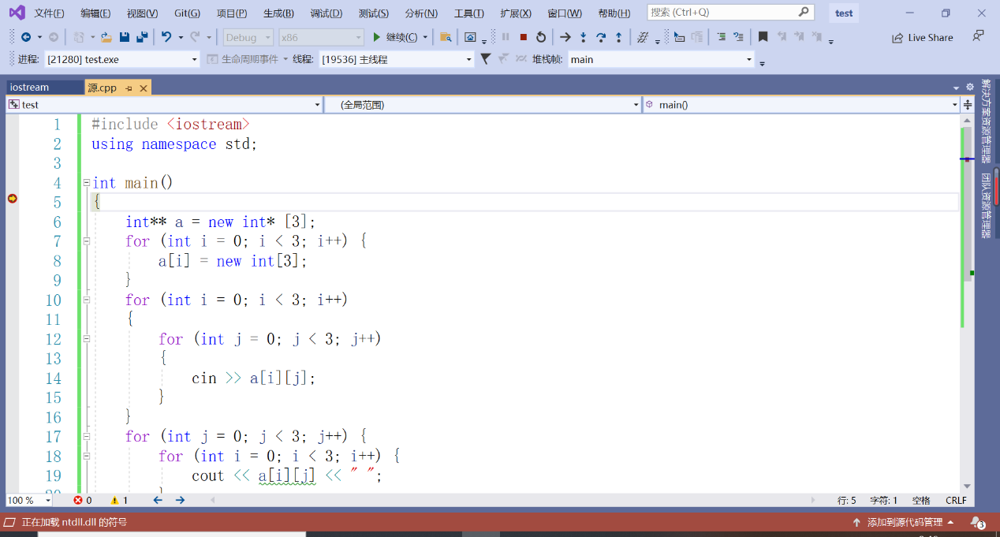 文件(F) 编辑(E) 视图(V) Git(G) 项目(P) 生成(B) 调试(D) 测试(S) 分析(N) 工具(T) 扩展(X) 窗口(W) 帮助(H) 搜索 (Ctrl+Q) test
Debug x86 继续(C) Live Share
进程: [21280] test.exe 生命周期事件 线程: [19536] 主线程 堆栈帧: main
iostream 源.cpp
test (全局范围) main()
1 #include <iostream>
2 using namespace std;
3
4 int main()
5 {
6 int** a = new int* [3];
7 for (int i = 0; i < 3; i++) {
8 a[i] = new int[3];
9 }
10 for (int i = 0; i < 3; i++)
11 {
12 for (int j = 0; j < 3; j++)
13 {
14 cin >> a[i][j];
15 }
16 }
17 for (int j = 0; j < 3; j++) {
18 for (int i = 0; i < 3; i++) {
19 cout << a[i][j] << " ";
20 }
解决方案资源管理器
团队资源管理器
100 % 0 1 行: 5 字符: 1 空格 CRLF
正在加载 ntdll.dll 的符号 添加到源代码管理 3